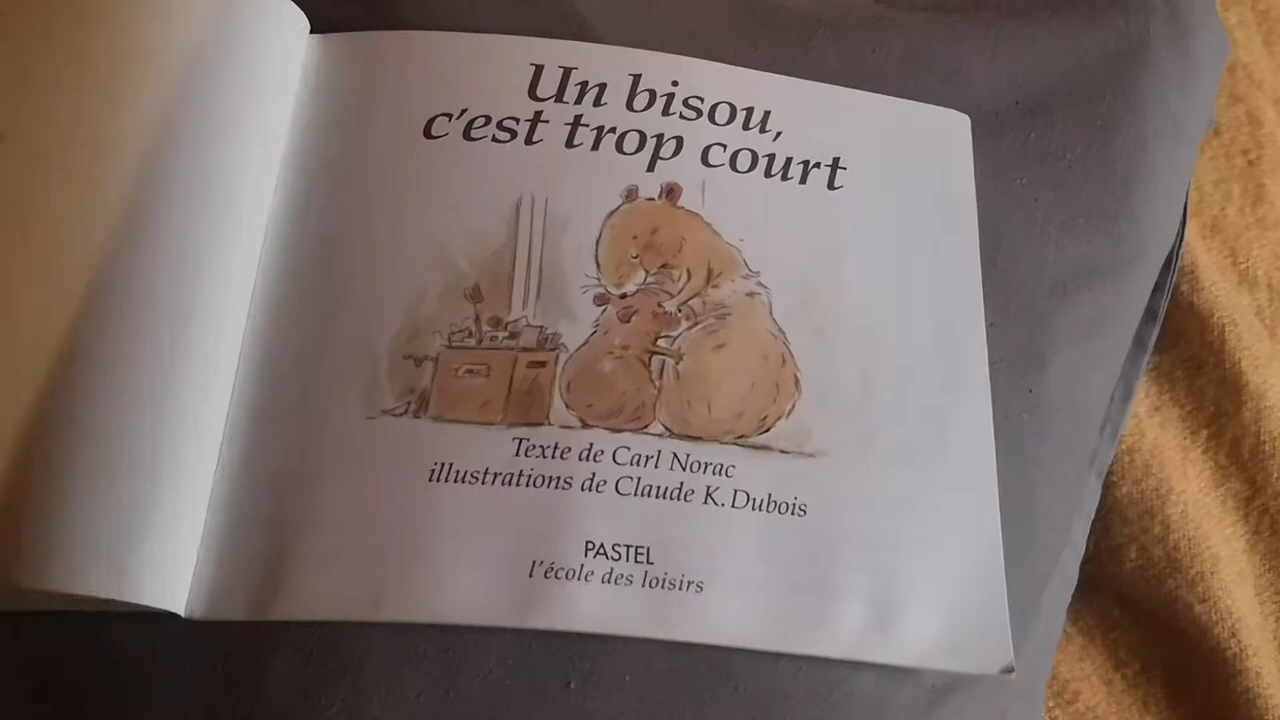 Un bisou,
c'est trop court
Texte de Carl Norac
illustrations de Claude K. Dubois
PASTEL
l'école des loisirs